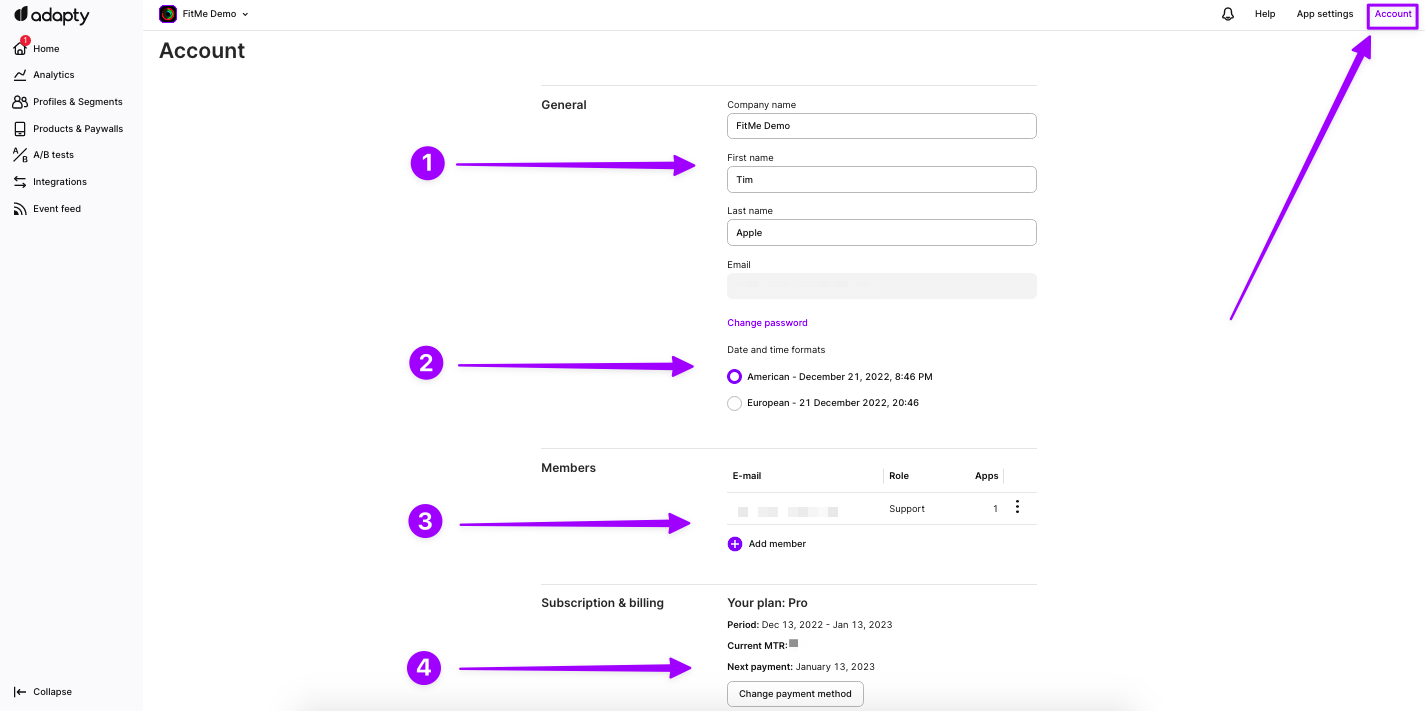 adapty
FitMe Demo
Help
App settings
Account
1
Home
Analytics
Profiles & Segments
Products & Paywalls
A/B tests
Integrations
Event feed
Collapse
Account
General
Company name
FitMe Demo
1
First name
Tim
Last name
Apple
Email
Change password
2
Date and time formats
American - December 21, 2022, 8:46 PM
European - 21 December 2022, 20:46
Members
E-mail Role Apps
3
Support 1
Add member
Subscription & billing
Your plan: Pro
Period: Dec 13, 2022 - Jan 13, 2023
Current MTR:
4
Next payment: January 13, 2023
Change payment method